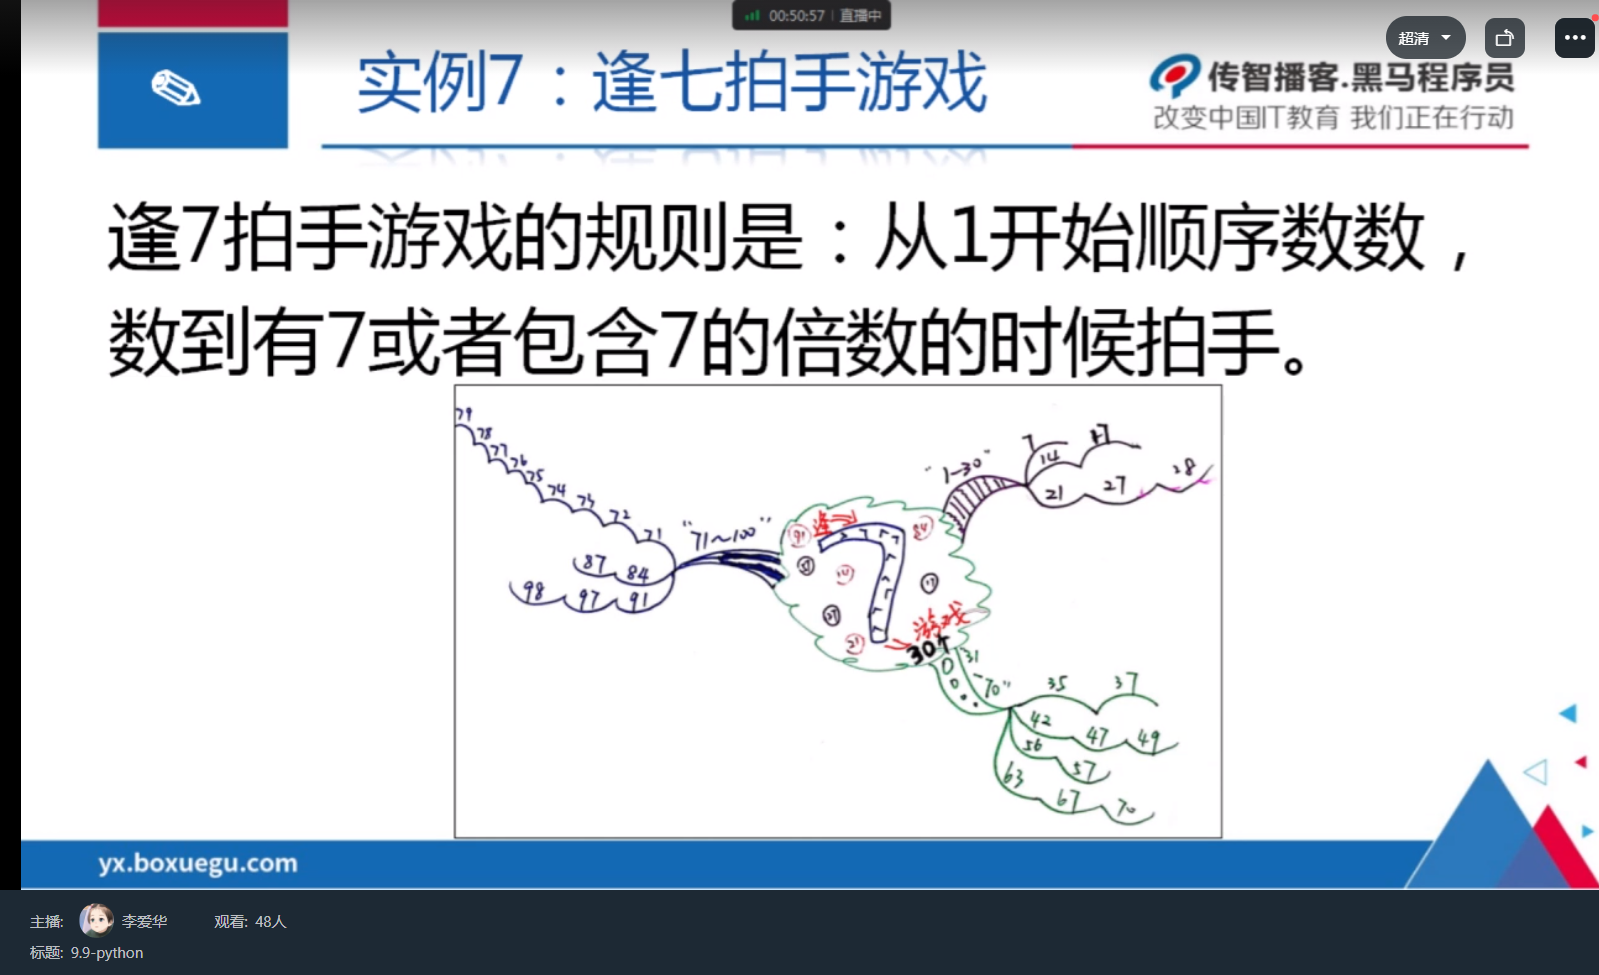 00:50:57 | 直播中
超清
实例7：逢七拍手游戏
传智播客.黑马程序员
改变中国IT教育 我们正在行动
逢7拍手游戏的规则是：从1开始顺序数数，
数到有7或者包含7的倍数的时候拍手。
79
78
77
76
75
74
73
72
71
"71~100"
87 84
98 97 91
"1-30"
7 17
14
21 27 28
逢
游戏
30个
31
"70"
35 37
42 47 49
56 57
63 67 70
yx.boxuegu.com
主播: 李爱华 观看: 48人
标题: 9.9-python